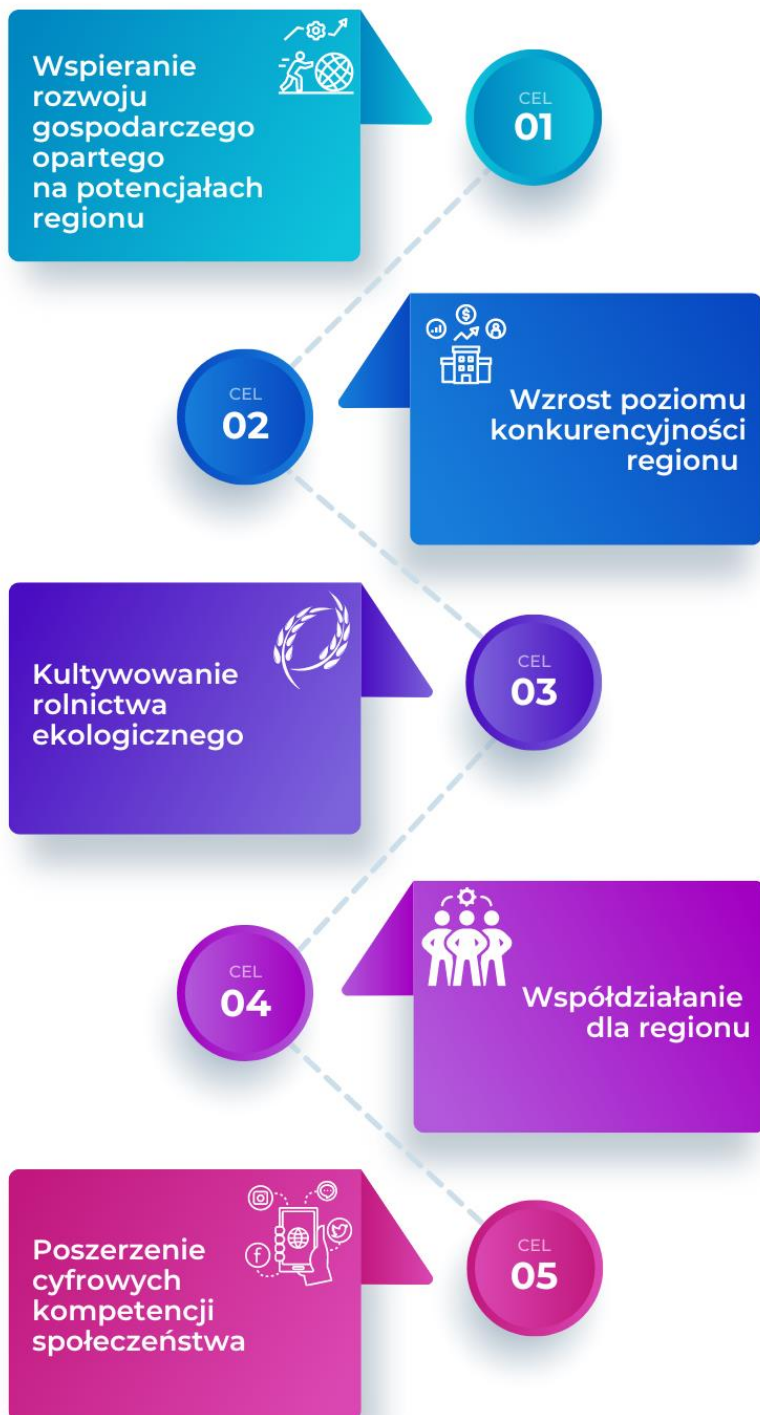 Wspieranie
rozwoju
gospodarczego
opartego
na potencjałach
regionu
CEL
01
CEL
02
Wzrost poziomu
konkurencyjności
regionu
Kultywowanie
rolnictwa
ekologicznego
CEL
03
CEL
04
Współdziałanie
dla regionu
Poszerzenie
cyfrowych
kompetencji
społeczeństwa
CEL
05